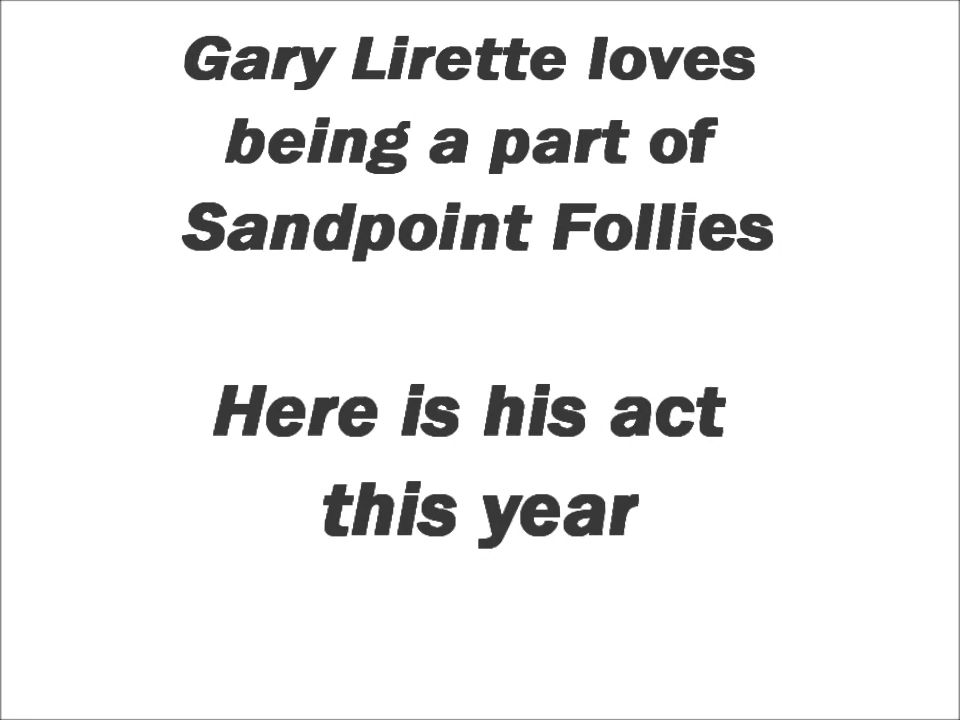 Gary Lirette loves
being a part of
Sandpoint Follies
Here is his act
this year